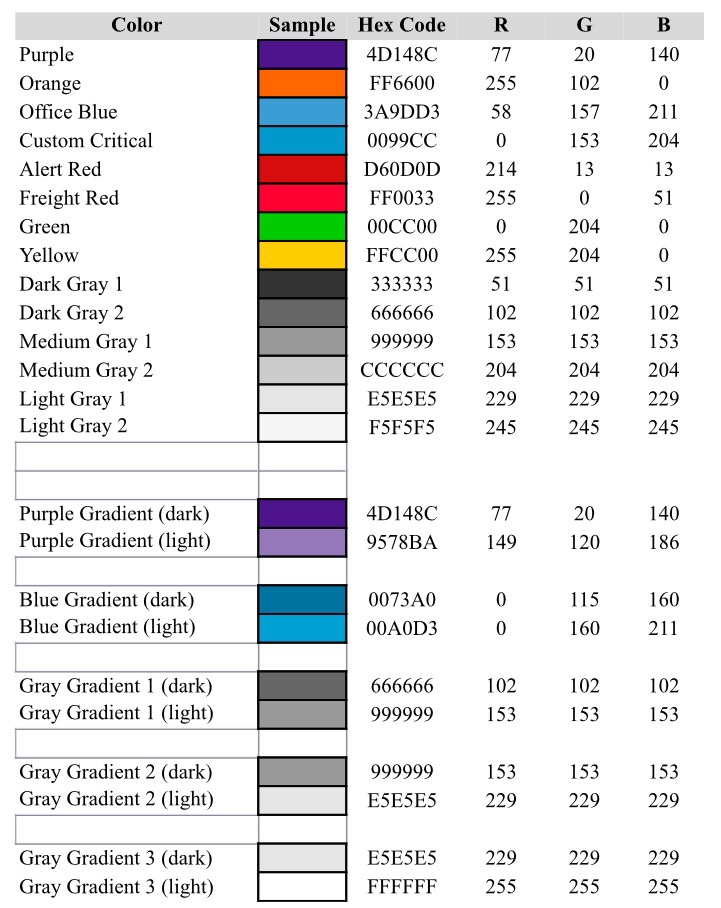 Color Sample Hex Code R G B
Purple 4D148C 77 20 140
Orange FF6600 255 102 0
Office Blue 3A9DD3 58 157 211
Custom Critical 0099CC 0 153 204
Alert Red D60D0D 214 13 13
Freight Red FF0033 255 0 51
Green 00CC00 0 204 0
Yellow FFCC00 255 204 0
Dark Gray 1 333333 51 51 51
Dark Gray 2 666666 102 102 102
Medium Gray 1 999999 153 153 153
Medium Gray 2 CCCCCC 204 204 204
Light Gray 1 E5E5E5 229 229 229
Light Gray 2 F5F5F5 245 245 245
Purple Gradient (dark) 4D148C 77 20 140
Purple Gradient (light) 9578BA 149 120 186
Blue Gradient (dark) 0073A0 0 115 160
Blue Gradient (light) 00A0D3 0 160 211
Gray Gradient 1 (dark) 666666 102 102 102
Gray Gradient 1 (light) 999999 153 153 153
Gray Gradient 2 (dark) 999999 153 153 153
Gray Gradient 2 (light) E5E5E5 229 229 229
Gray Gradient 3 (dark) E5E5E5 229 229 229
Gray Gradient 3 (light) FFFFFF 255 255 255